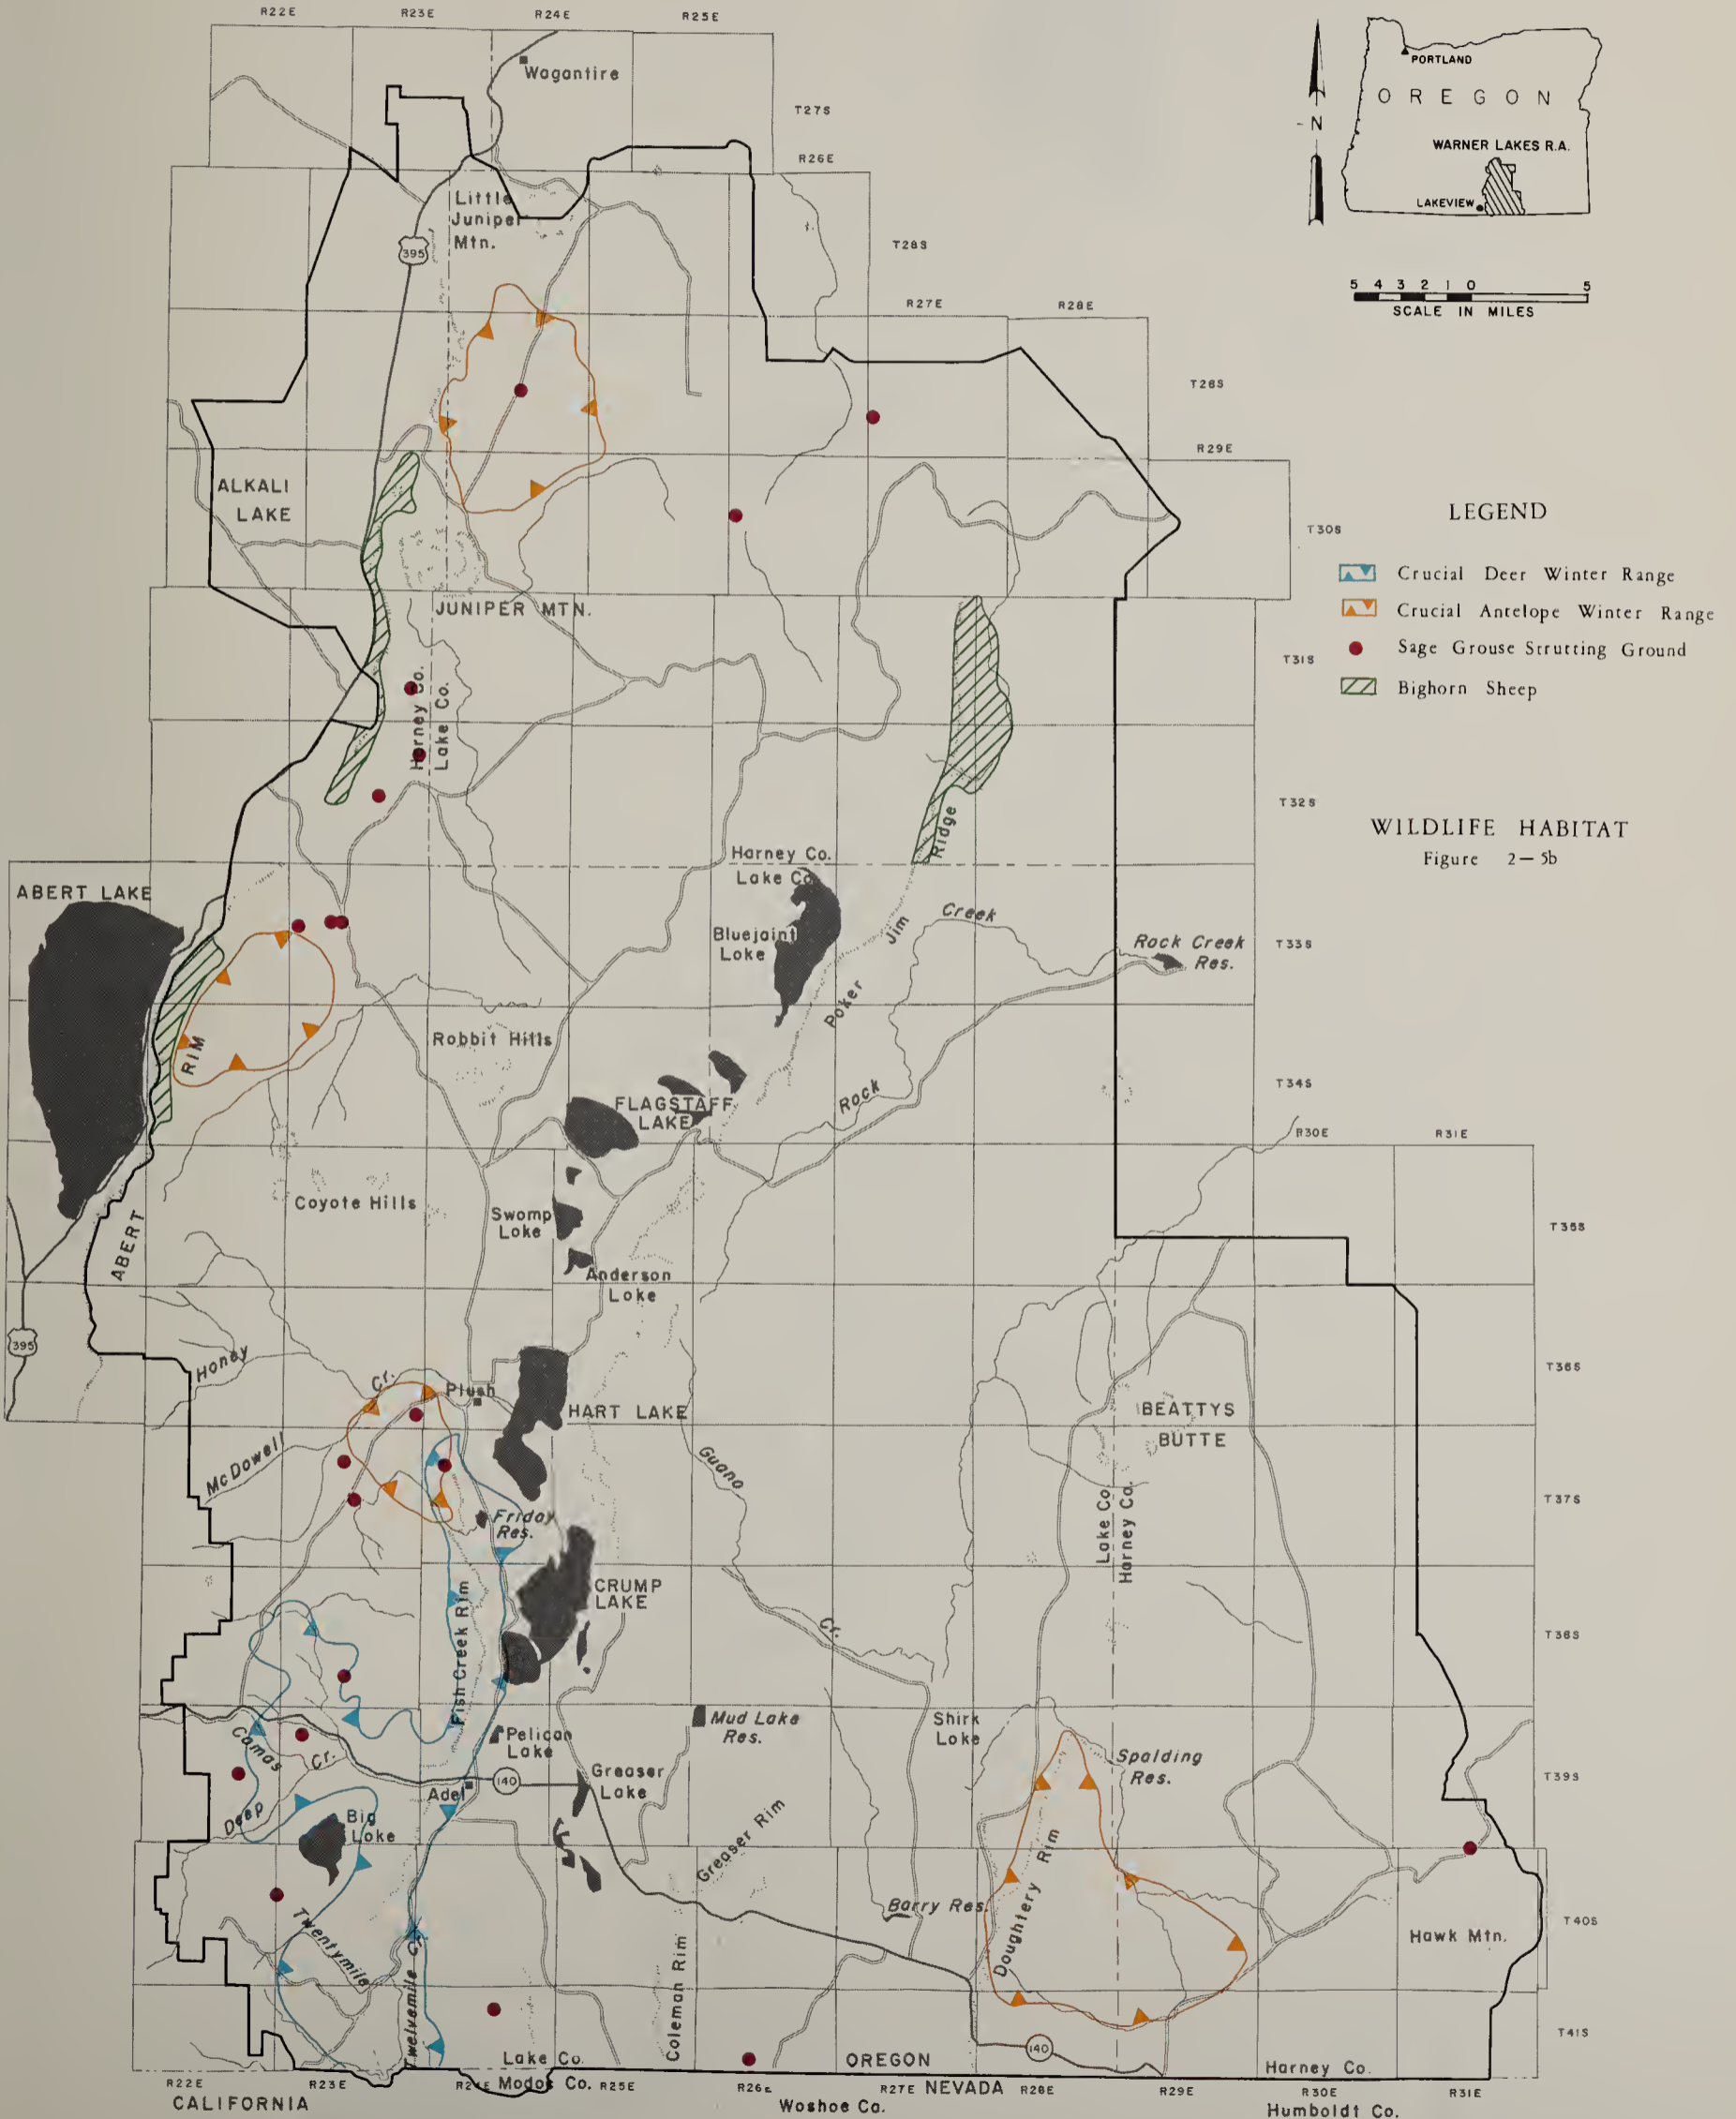 R22E
R23E
R24E
R25E
Wagontire
T27S
R26E
Little
Juniper
Mtn.
395
T28S
R27E
R28E
T28S
R29E
ALKALI
LAKE
T30S
JUNIPER MTN.
T31S
Harney Co.
Lake Co.
T32S
Ridge
Harney Co.
Lake Co.
ABERT LAKE
Bluejoint
Lake
Jim
Creek
Rock Creek
Res.
T33S
Poker
Rabbit Hills
RIM
Rock
T34S
FLAGSTAFF
LAKE
R30E
R31E
Coyote Hills
Swamp
Lake
T35S
ABERT
Anderson
Lake
395
Honey
Cr.
Plush
T36S
HART LAKE
BEATTYS
BUTTE
McDowell
Guano
T37S
Friday
Res.
Lake Co.
Harney Co.
CRUMP
LAKE
Fish Creek Rim
Cr.
T38S
Camas
Cr.
Pelican
Lake
Mud Lake
Res.
Shirk
Lake
Spalding
Res.
T39S
140
Adel
Greaser
Lake
Deep
Big
Lake
Greaser Rim
Doughtery Rim
Barry Res.
T40S
Hawk Mtn.
Twentymile
Cr.
Twelvemile
Coleman Rim
T41S
140
Lake Co.
OREGON
Harney Co.
R22E
R23E
R24E
Modoc Co.
R25E
R26E
R27E
NEVADA
R28E
R29E
R30E
R31E
CALIFORNIA
Woshoe Co.
Humboldt Co.
PORTLAND
OREGON
WARNER LAKES R.A.
LAKEVIEW
N
5 4 3 2 1 0 5
SCALE IN MILES
LEGEND
Crucial Deer Winter Range
Crucial Antelope Winter Range
Sage Grouse Strutting Ground
Bighorn Sheep
WILDLIFE HABITAT
Figure 2-5b